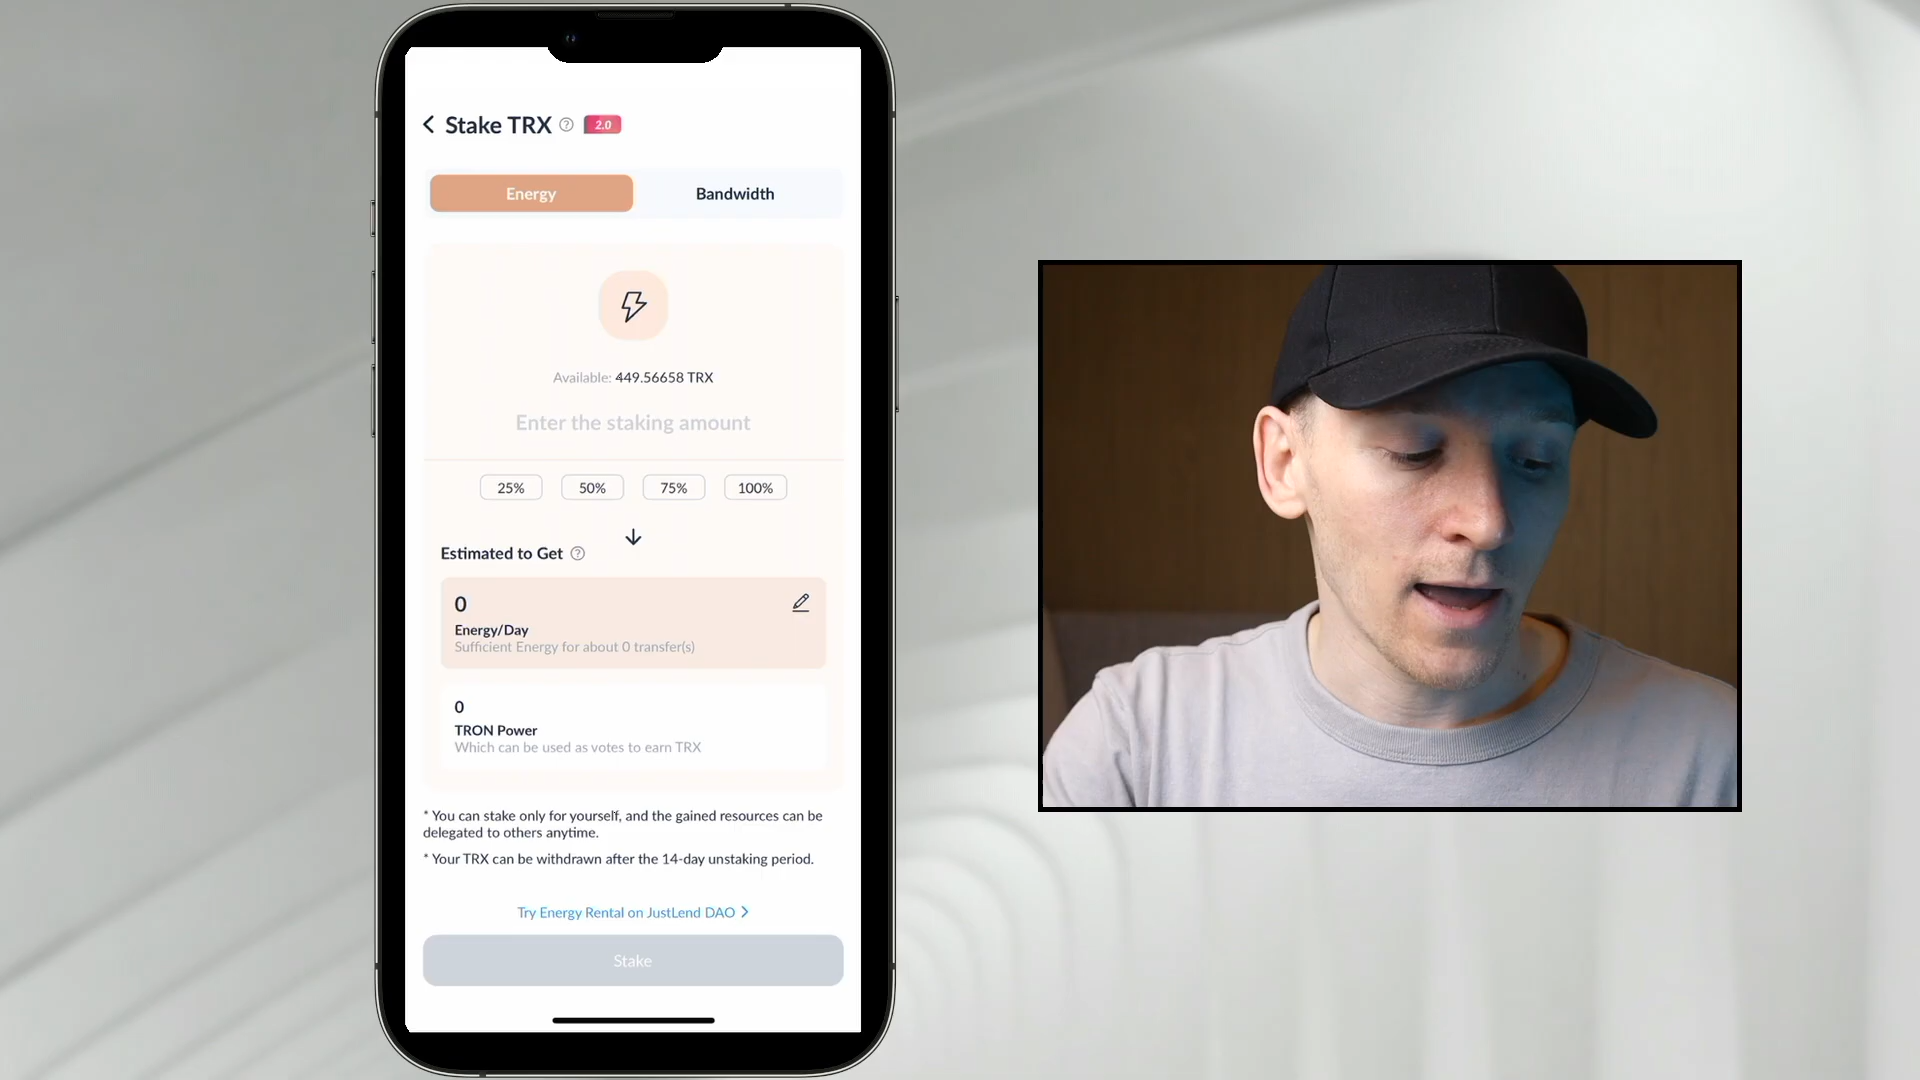 Stake TRX
2.0
Energy
Bandwidth
Available: 449.56658 TRX
Enter the staking amount
25%
50%
75%
100%
Estimated to Get
0
Energy/Day
Sufficient Energy for about 0 transfer(s)
0
TRON Power
Which can be used as votes to earn TRX
* You can stake only for yourself, and the gained resources can be
delegated to others anytime.
* Your TRX can be withdrawn after the 14-day unstaking period.
Try Energy Rental on JustLend DAO
Stake